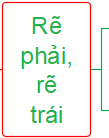 Rẽ
phải,
rẽ
trái